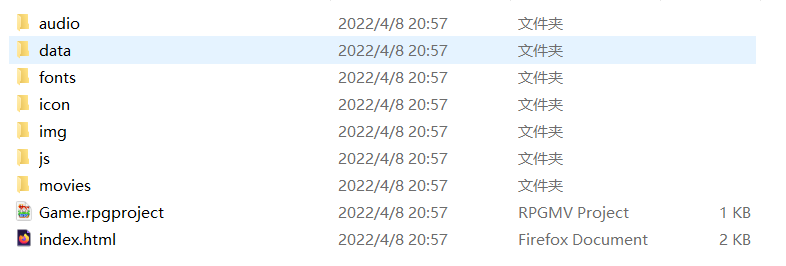 audio 2022/4/8 20:57 文件夹
data 2022/4/8 20:57 文件夹
fonts 2022/4/8 20:57 文件夹
icon 2022/4/8 20:57 文件夹
img 2022/4/8 20:57 文件夹
js 2022/4/8 20:57 文件夹
movies 2022/4/8 20:57 文件夹
Game.rpgproject 2022/4/8 20:57 RPGMV Project 1 KB
index.html 2022/4/8 20:57 Firefox Document 2 KB